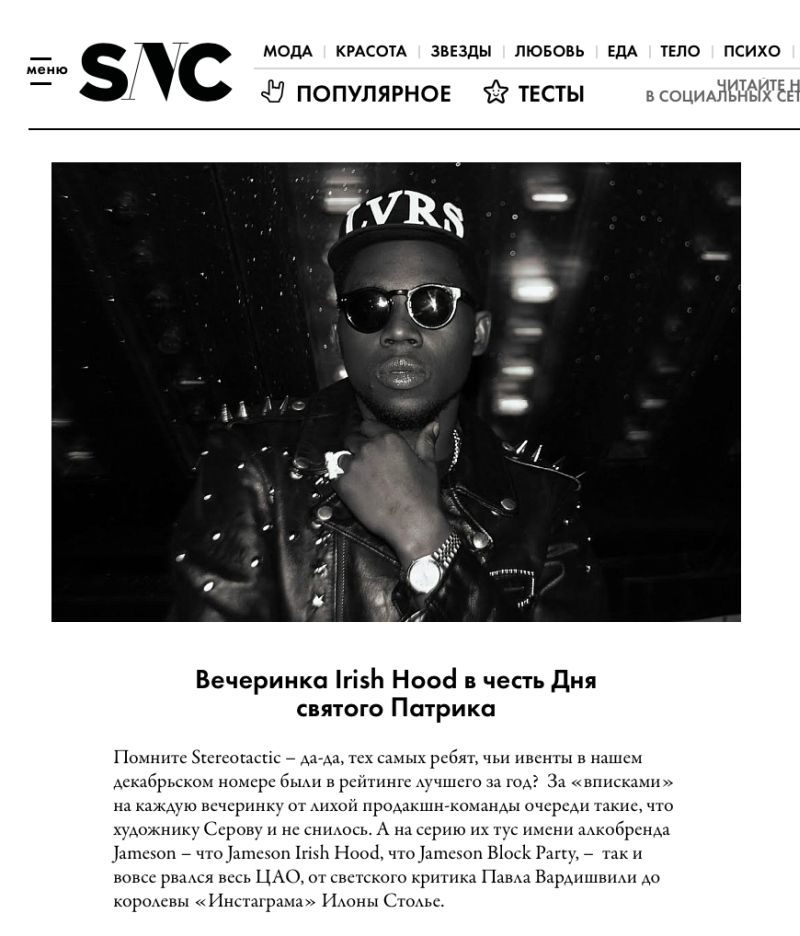 меню
SNC
МОДА | КРАСОТА | ЗВЕЗДЫ | ЛЮБОВЬ | ЕДА | ТЕЛО | ПСИХО |
ПОПУЛЯРНОЕ ТЕСТЫ
ЧИТАЙТЕ Н
В СОЦИАЛЬНЫХ СЕТ
LVRS
Вечеринка Irish Hood в честь Дня
святого Патрика
Помните Stereotactic – да-да, тех самых ребят, чьи ивенты в нашем
декабрьском номере были в рейтинге лучшего за год? За «вписками»
на каждую вечеринку от лихой продакшн-команды очереди такие, что
художнику Серову и не снилось. А на серию их тус имени алкобренда
Jameson – что Jameson Irish Hood, что Jameson Block Party, – так и
вовсе рвался весь ЦАО, от светского критика Павла Вардишвили до
королевы «Инстаграма» Илоны Столье.